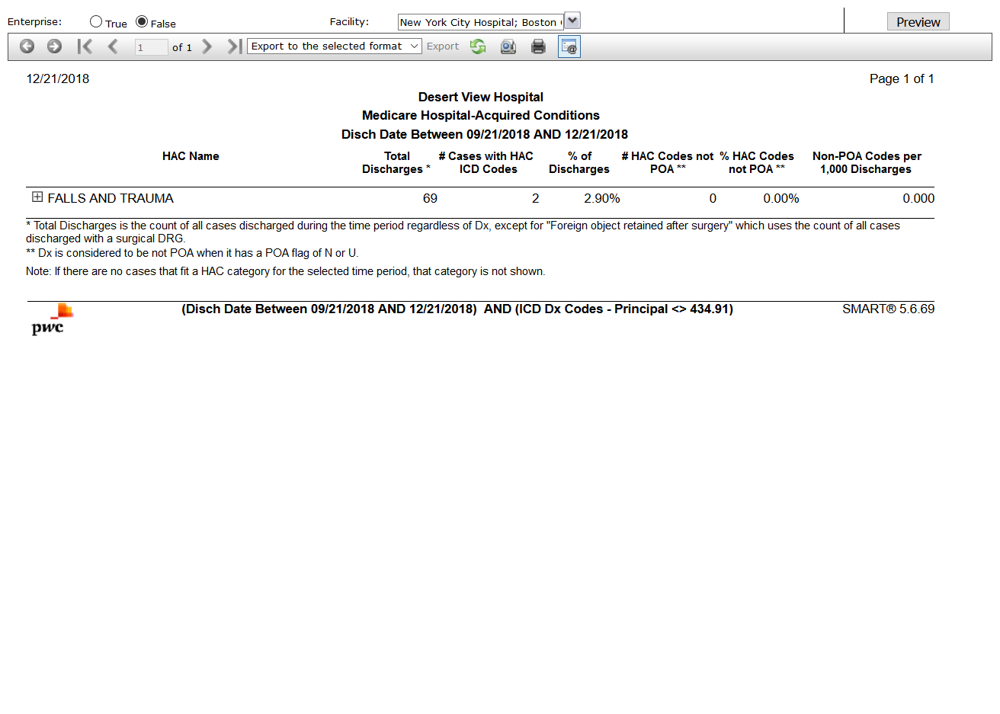 Enterprise: True False Facility: New York City Hospital; Boston Preview
1 of 1 Export to the selected format Export
12/21/2018 Page 1 of 1
Desert View Hospital
Medicare Hospital-Acquired Conditions
Disch Date Between 09/21/2018 AND 12/21/2018
HAC Name Total # Cases with HAC % of # HAC Codes not % HAC Codes Non-POA Codes per
Discharges * ICD Codes Discharges POA ** not POA ** 1,000 Discharges
FALLS AND TRAUMA 69 2 2.90% 0 0.00% 0.000
* Total Discharges is the count of all cases discharged during the time period regardless of Dx, except for "Foreign object retained after surgery" which uses the count of all cases
discharged with a surgical DRG.
** Dx is considered to be not POA when it has a POA flag of N or U.
Note: If there are no cases that fit a HAC category for the selected time period, that category is not shown.
(Disch Date Between 09/21/2018 AND 12/21/2018) AND (ICD Dx Codes - Principal <> 434.91) SMART® 5.6.69
pwc